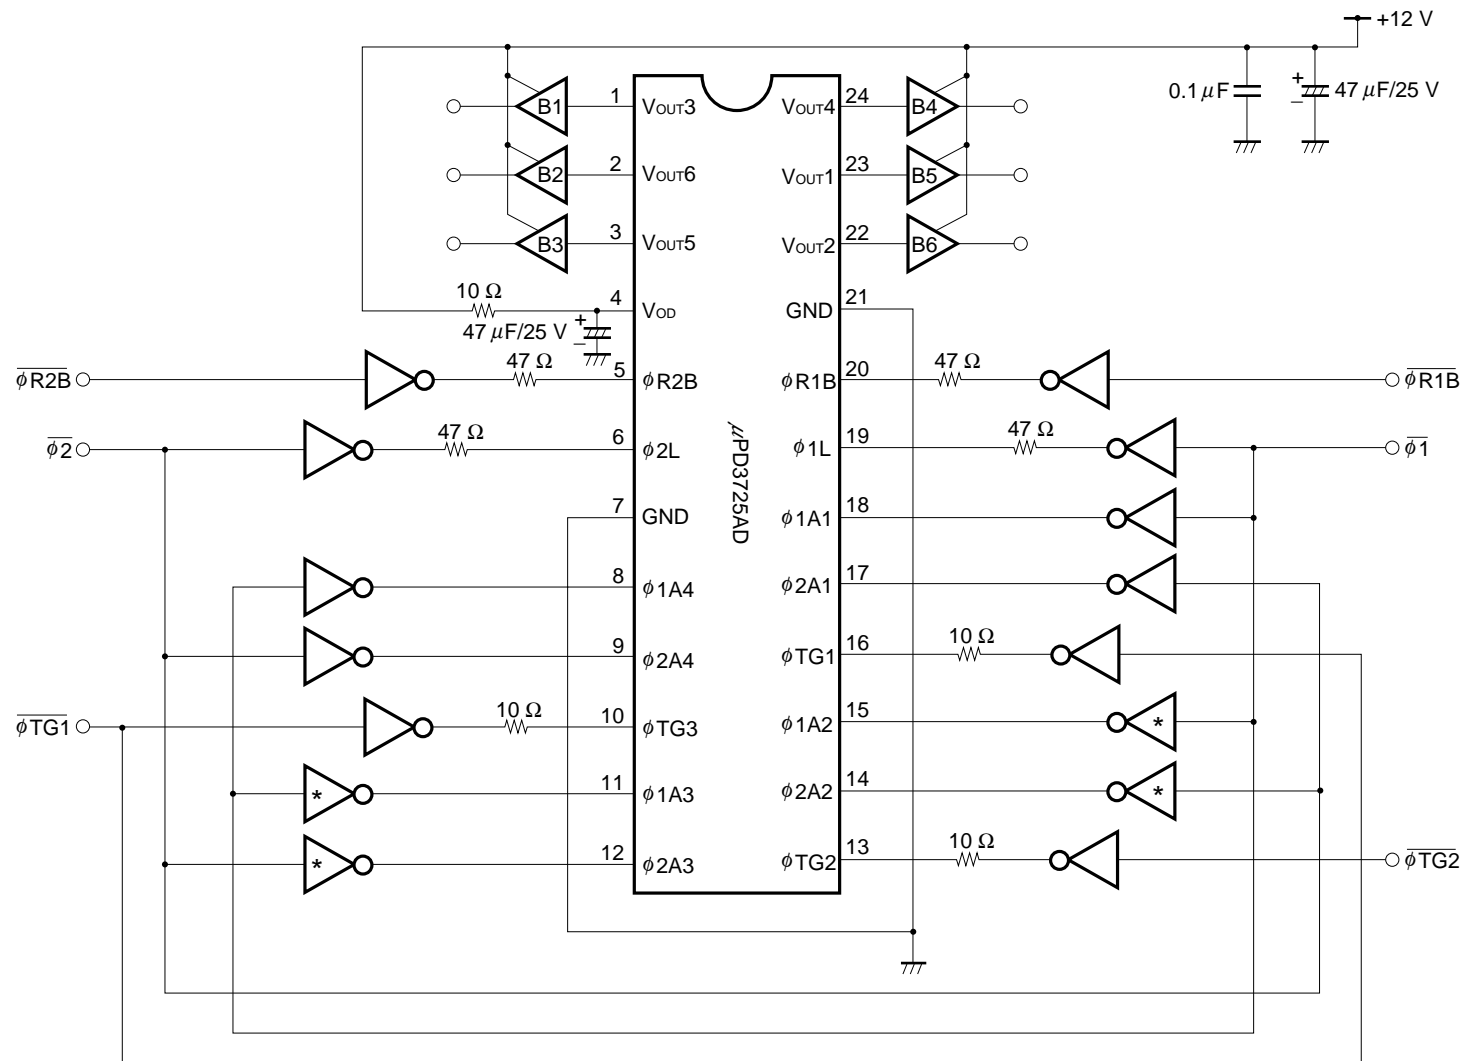 +12 V
0.1 μF
+
−
47 μF/25 V
B1
1
VOUT3
VOUT4
24
B4
B2
2
VOUT6
VOUT1
23
B5
B3
3
VOUT5
VOUT2
22
B6
10 Ω
4
VOD
GND
21
47 μF/25 V
+
−
φR2B
47 Ω
5
φR2B
φR1B
20
47 Ω
φR1B
φ2
47 Ω
6
φ2L
φ1L
19
47 Ω
φ1
μPD3725AD
7
GND
φ1A1
18
8
φ1A4
φ2A1
17
9
φ2A4
φTG1
16
10 Ω
φTG1
10 Ω
10
φTG3
φ1A2
15
*
*
11
φ1A3
φ2A2
14
*
*
12
φ2A3
φTG2
13
10 Ω
φTG2